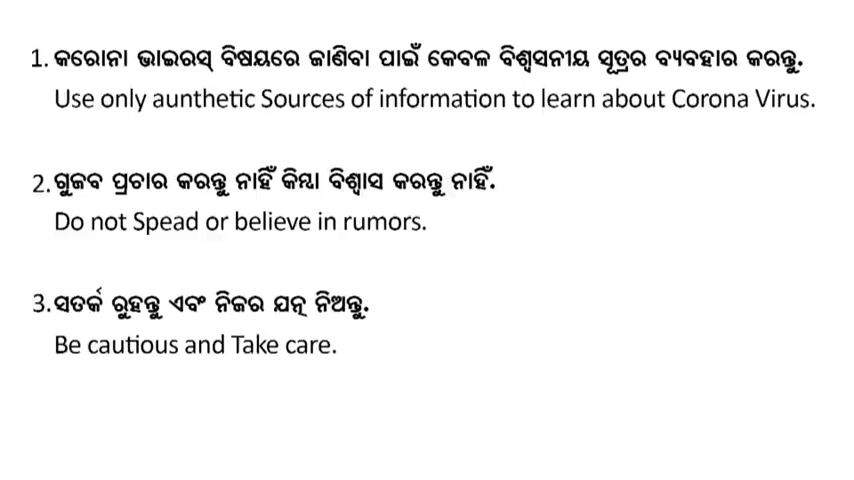 1. କରୋନା ଭାଇରସ୍ ବିଷୟରେ ଜାଣିବା ପାଇଁ କେବଳ ବିଶ୍ୱସନୀୟ ସୂତ୍ରର ବ୍ୟବହାର କରନ୍ତୁ.
Use only aunthetic Sources of information to learn about Corona Virus.
2. ଗୁଜବ ପ୍ରଚାର କରନ୍ତୁ ନାହିଁ କିମ୍ୱା ବିଶ୍ୱାସ କରନ୍ତୁ ନାହିଁ.
Do not Spead or believe in rumors.
3. ସତର୍କ ରୁହନ୍ତୁ ଏବଂ ନିଜର ଯତ୍ନ ନିଅନ୍ତୁ.
Be cautious and Take care.